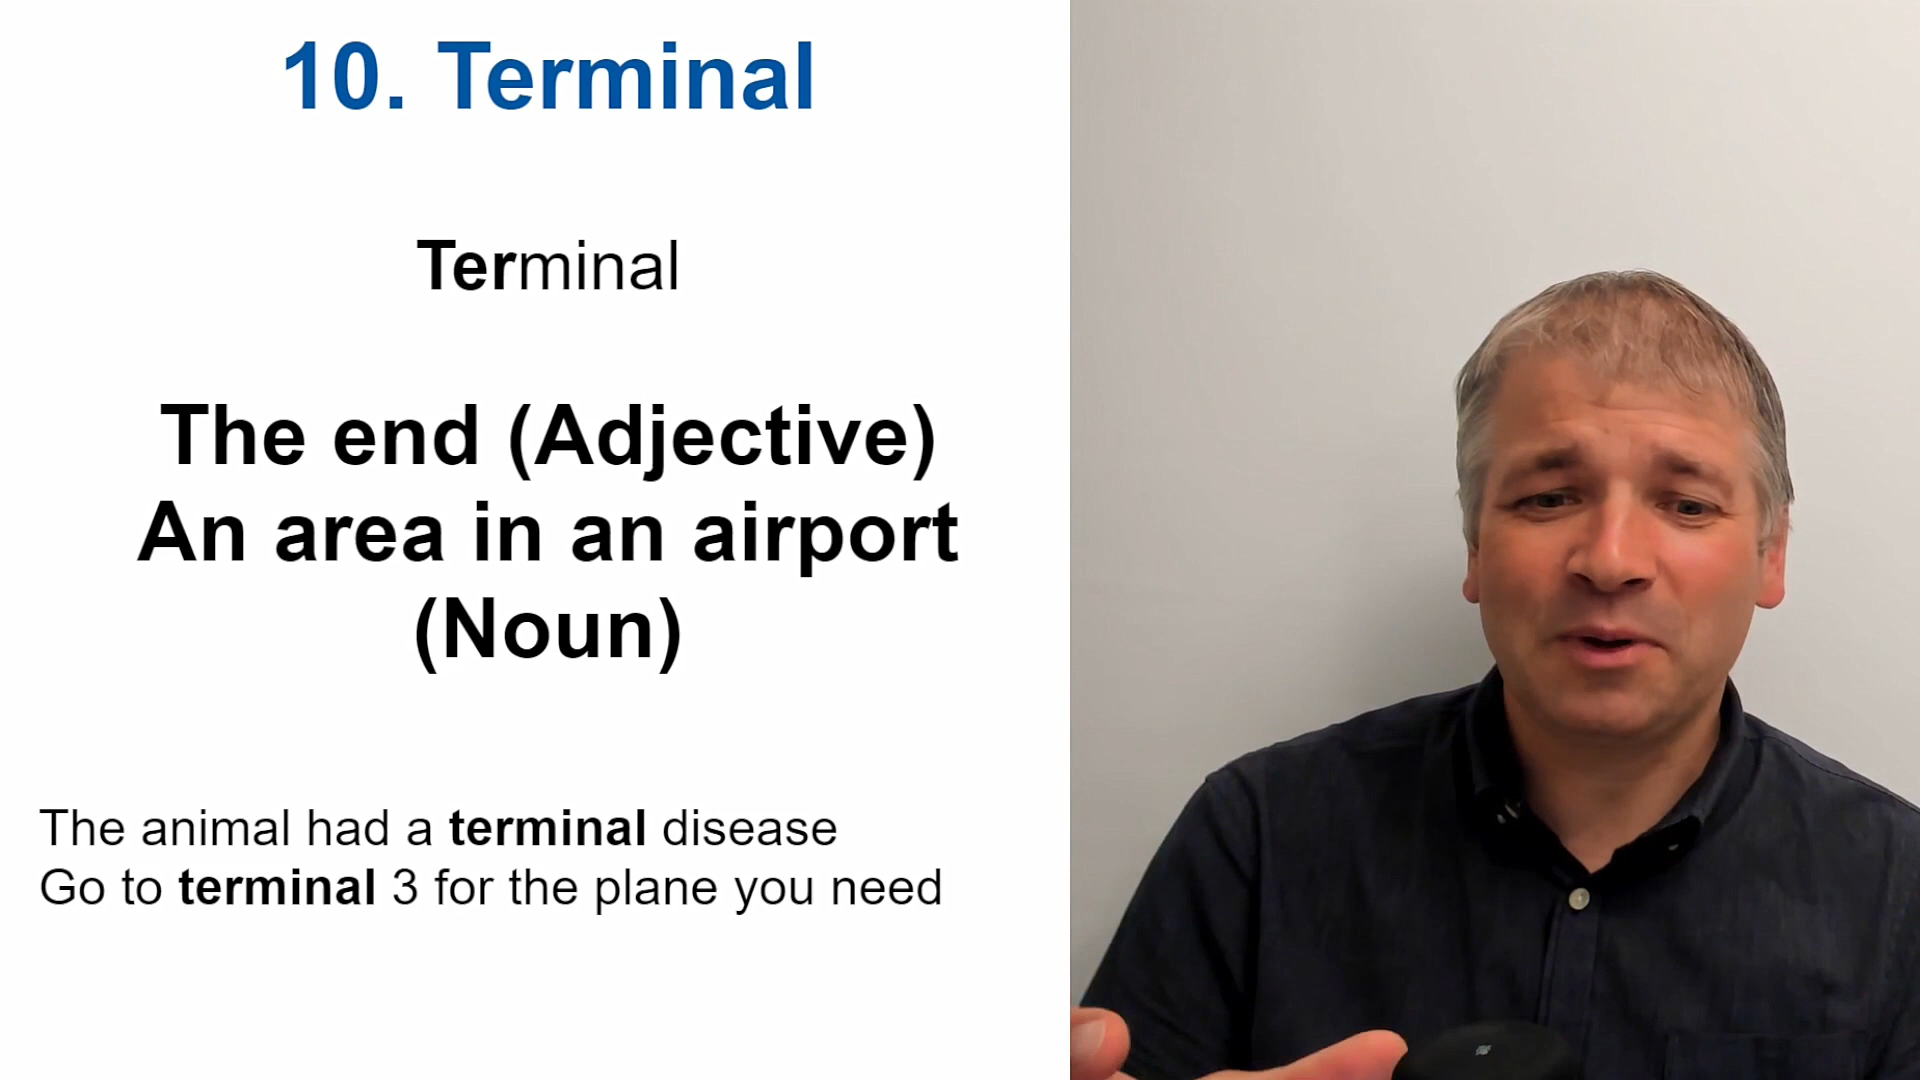 10. Terminal
Terminal
The end (Adjective)
An area in an airport
(Noun)
The animal had a terminal disease
Go to terminal 3 for the plane you need